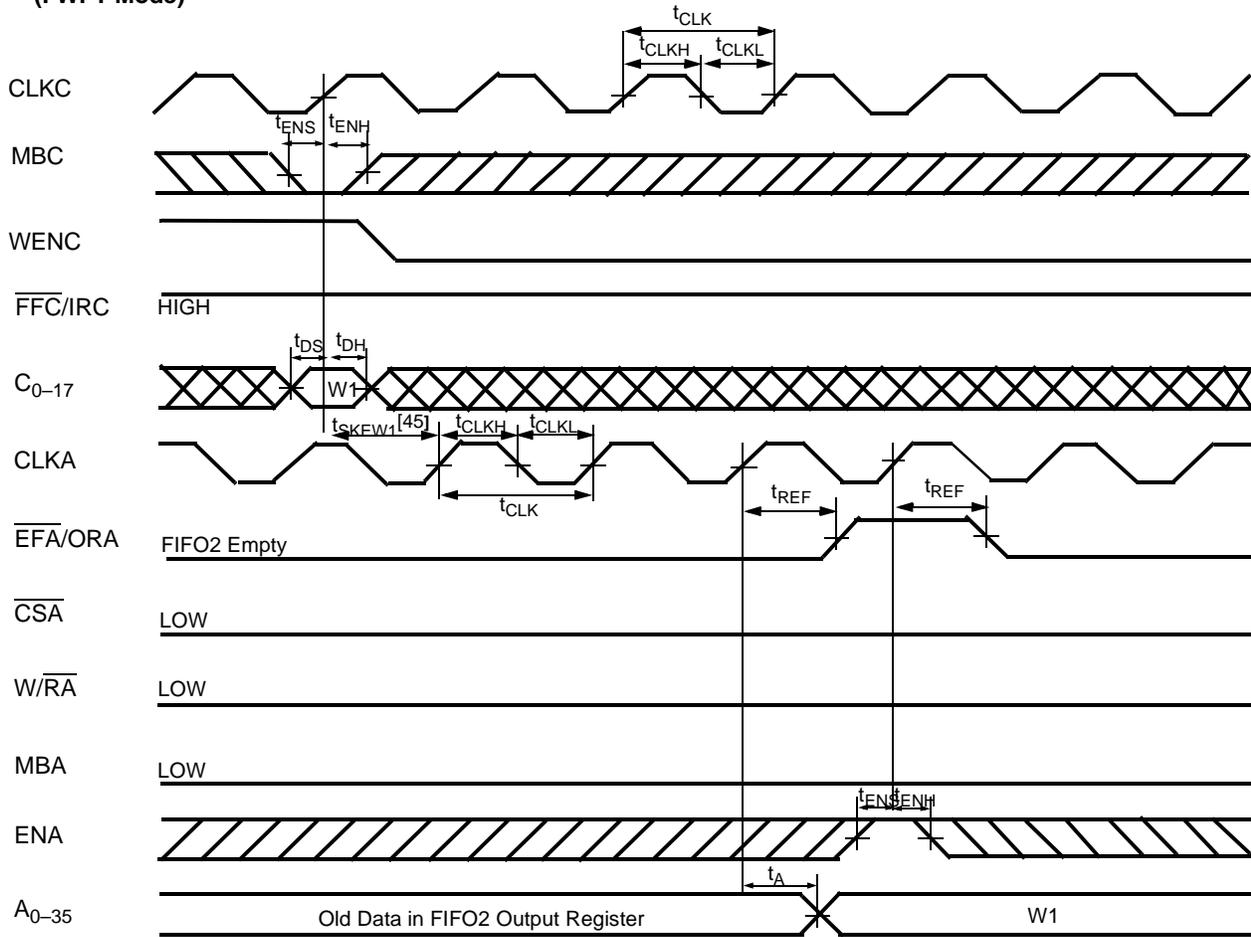 (FWFT Mode)
tCLK
tCLKH tCLKL
CLKC
tENS tENH
MBC
WENC
FFC/IRC HIGH
tDS tDH
C0–17 W1
tSKEW1[45] tCLKH tCLKL
CLKA
tCLK
tREF tREF
EFA/ORA FIFO2 Empty
CSA LOW
W/RA LOW
MBA LOW
tENS tENH
ENA
tA
A0–35 Old Data in FIFO2 Output Register W1